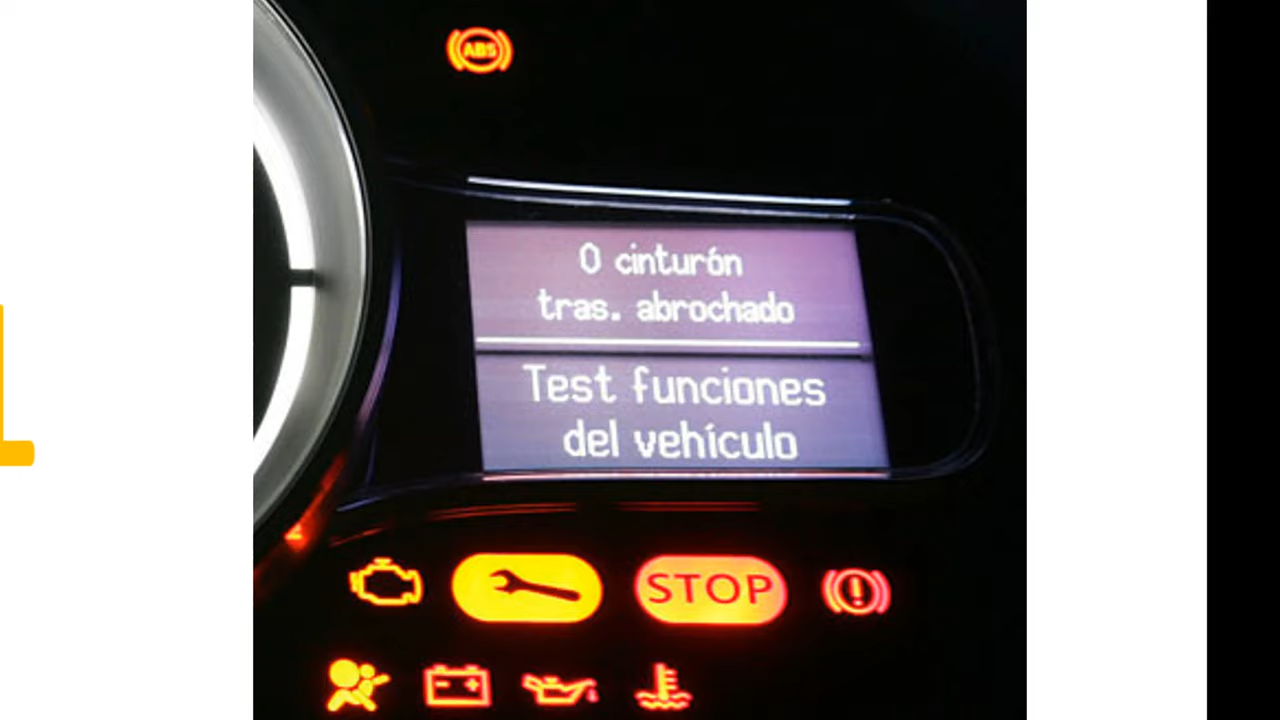 ABS
0 cinturón
tras. abrochado
Test funciones
del vehículo
STOP